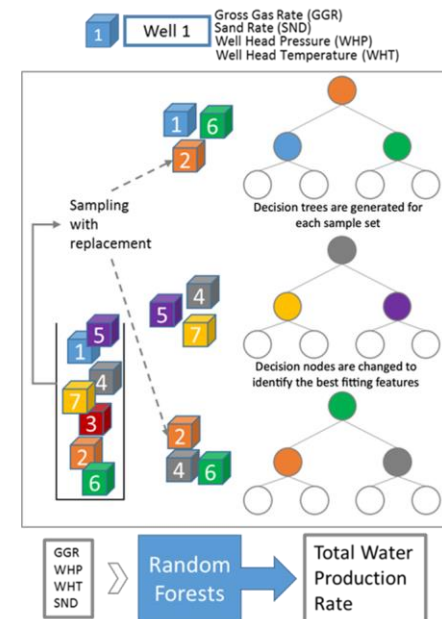 1
Well 1
Gross Gas Rate (GGR)
Sand Rate (SND)
Well Head Pressure (WHP)
Well Head Temperature (WHT)
1
6
2
Sampling
with
replacement
Decision trees are generated for
each sample set
4
5
7
5
1
4
7
3
2
6
Decision nodes are changed to
identify the best fitting features
2
4
6
GGR
WHP
WHT
SND
Random
Forests
Total Water
Production
Rate